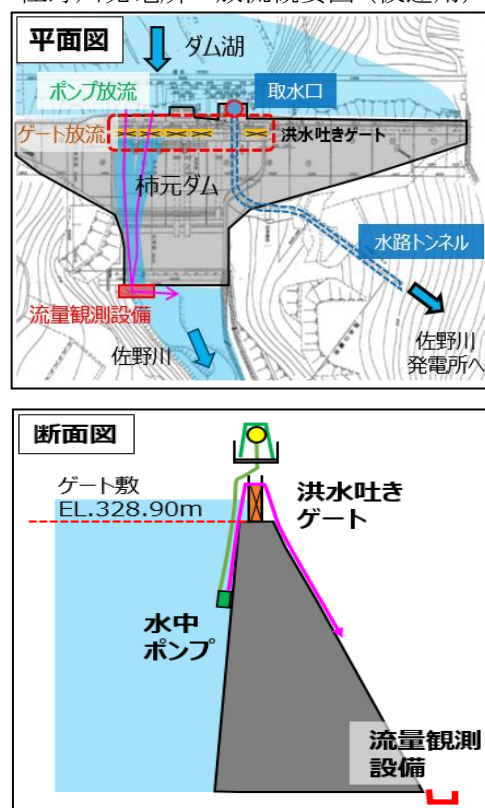 平面図
ダム湖
ポンプ放流
取水口
ゲート放流
洪水吐きゲート
柿元ダム
水路トンネル
流量観測設備
佐野川
佐野川
発電所へ
断面図
ゲート敷
EL.328.90m
洪水吐き
ゲート
水中
ポンプ
流量観測
設備